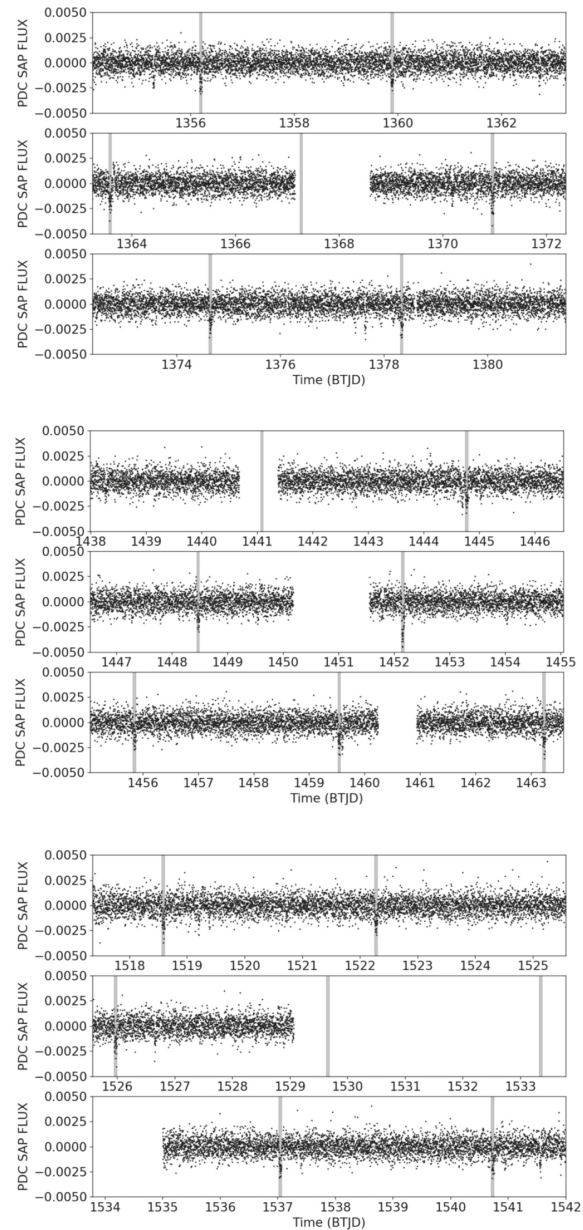 PDC SAP FLUX
0.0050
0.0025
0.0000
−0.0025
−0.0050
1356 1358 1360 1362
PDC SAP FLUX
0.0050
0.0025
0.0000
−0.0025
−0.0050
1364 1366 1368 1370 1372
PDC SAP FLUX
0.0050
0.0025
0.0000
−0.0025
−0.0050
1374 1376 1378 1380
Time (BTJD)
PDC SAP FLUX
0.0050
0.0025
0.0000
−0.0025
−0.0050
1438 1439 1440 1441 1442 1443 1444 1445 1446
PDC SAP FLUX
0.0050
0.0025
0.0000
−0.0025
−0.0050
1447 1448 1449 1450 1451 1452 1453 1454 1455
PDC SAP FLUX
0.0050
0.0025
0.0000
−0.0025
−0.0050
1456 1457 1458 1459 1460 1461 1462 1463
Time (BTJD)
PDC SAP FLUX
0.0050
0.0025
0.0000
−0.0025
−0.0050
1518 1519 1520 1521 1522 1523 1524 1525
PDC SAP FLUX
0.0050
0.0025
0.0000
−0.0025
−0.0050
1526 1527 1528 1529 1530 1531 1532 1533
PDC SAP FLUX
0.0050
0.0025
0.0000
−0.0025
−0.0050
1534 1535 1536 1537 1538 1539 1540 1541 1542
Time (BTJD)